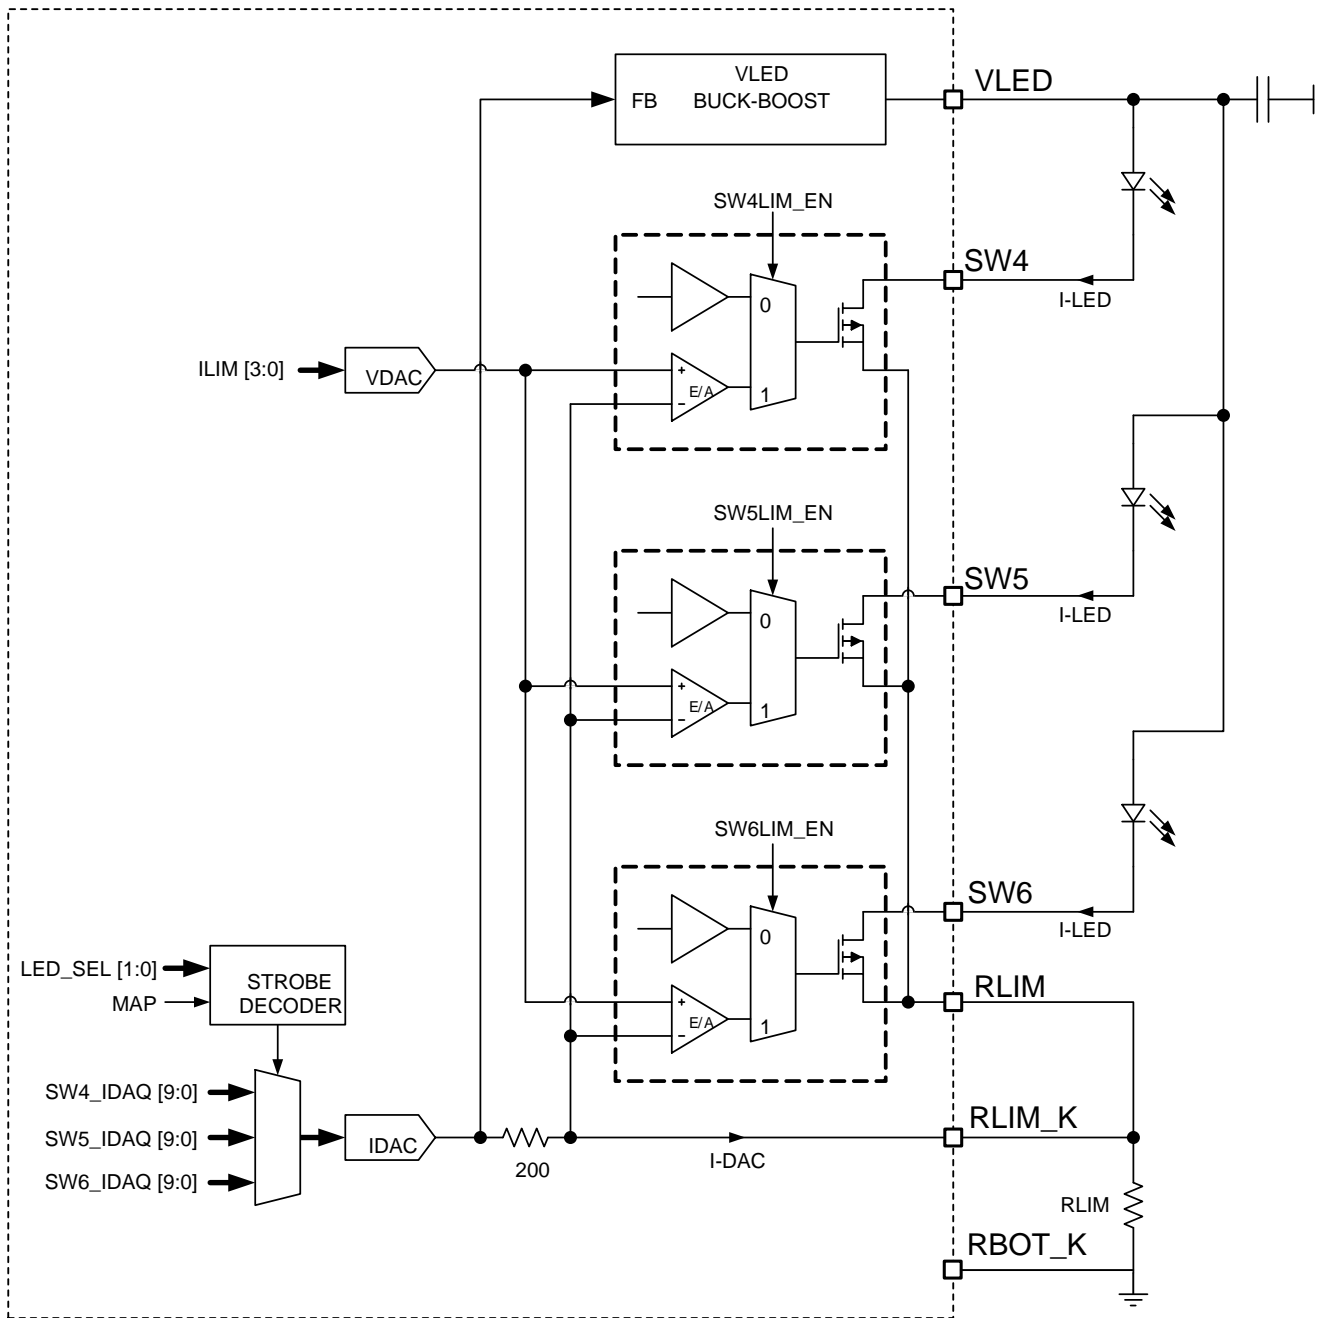 VLED
FB BUCK-BOOST
VLED
SW4LIM_EN
0
1
+
E/A
−
SW4
I-LED
ILIM [3:0]
VDAC
SW5LIM_EN
0
1
+
E/A
−
SW5
I-LED
SW6LIM_EN
0
1
+
E/A
−
SW6
I-LED
RLIM
LED_SEL [1:0]
MAP
STROBE
DECODER
SW4_IDAQ [9:0]
SW5_IDAQ [9:0]
SW6_IDAQ [9:0]
IDAC
200
I-DAC
RLIM_K
RLIM
RBOT_K